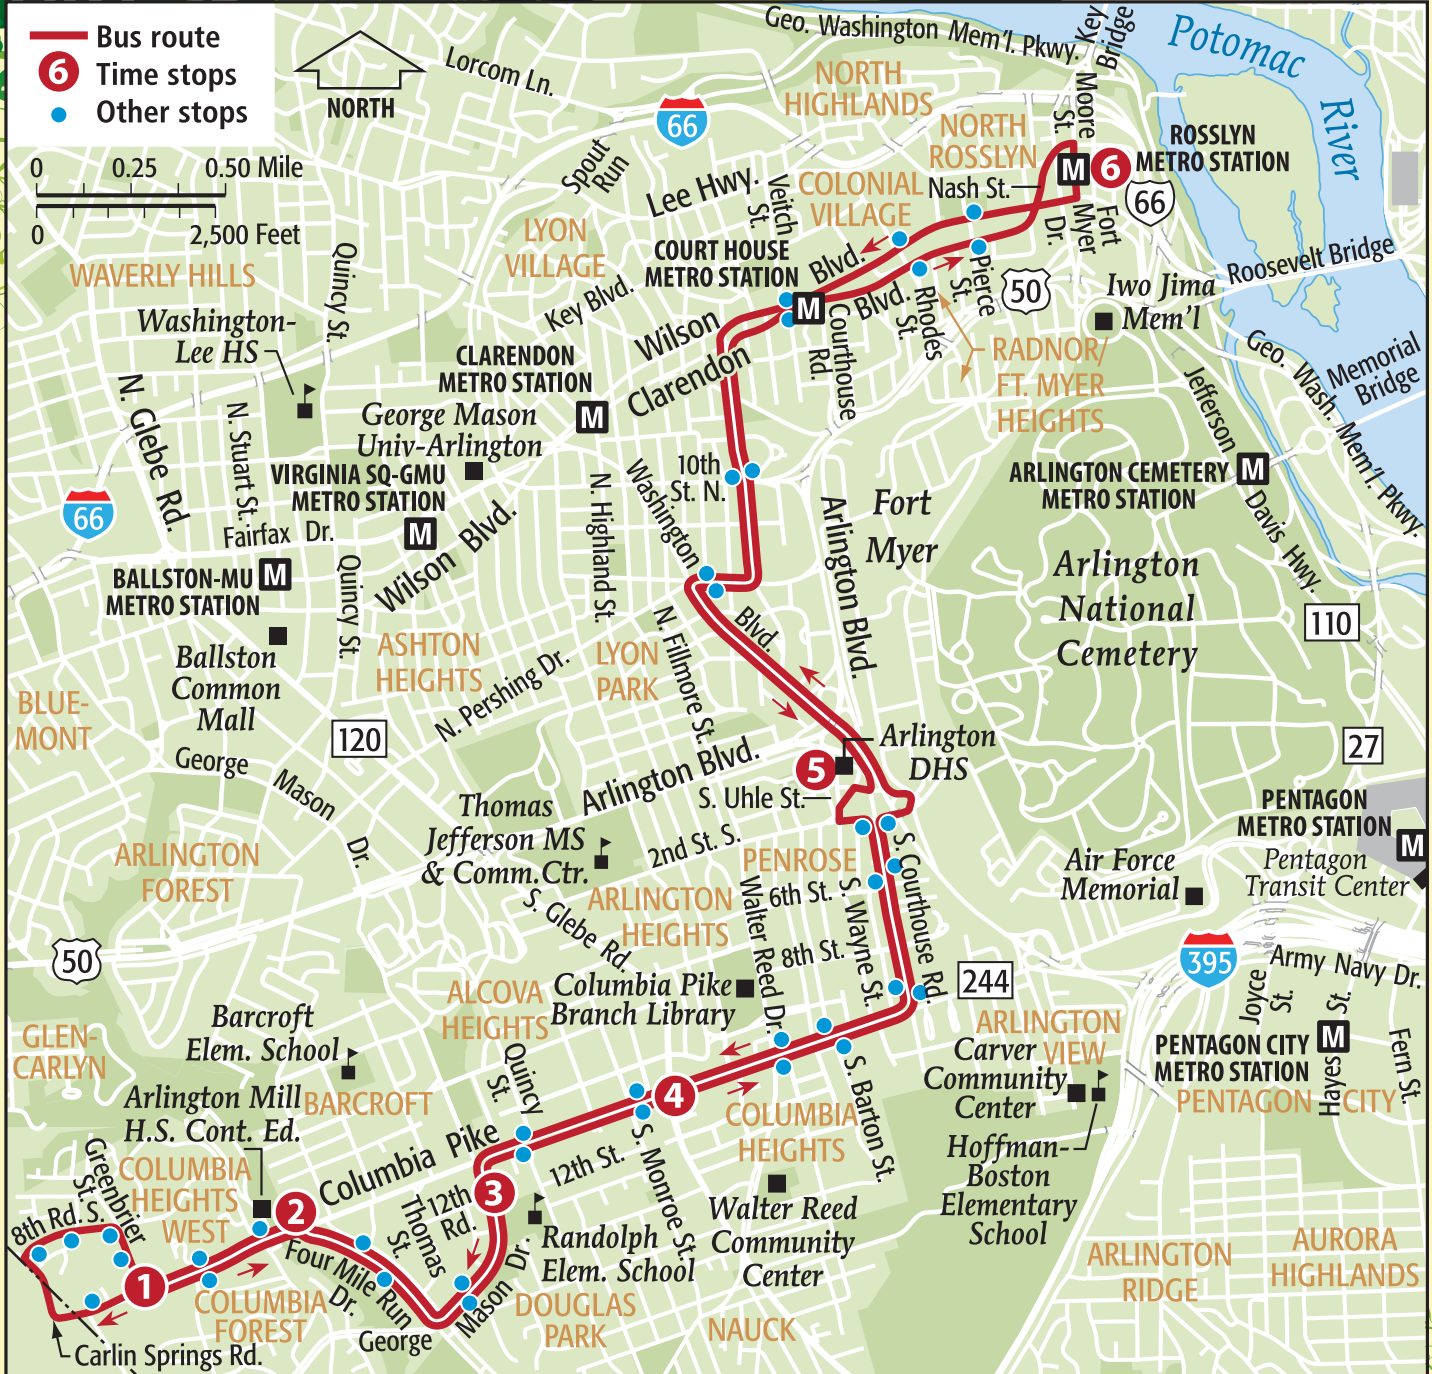 Bus route
6 Time stops
Other stops
NORTH
0 0.25 0.50 Mile
0 2,500 Feet
Lorcom Ln.
Geo. Washington Mem'l. Pkwy.
Key
Bridge
Potomac
River
NORTH
HIGHLANDS
66
Moore
St.
NORTH
ROSSLYN
ROSSLYN
METRO STATION
M
6
Spout
Run
Lee Hwy.
Veitch
St.
COLONIAL
VILLAGE
Nash St.
66
Fort
Myer
Dr.
LYON
VILLAGE
COURT HOUSE
METRO STATION
M
Blvd.
Wilson
Blvd.
Clarendon
Pierce
St.
Rhodes
St.
50
Roosevelt Bridge
Iwo Jima
Mem'l
WAVERLY HILLS
Quincy St.
Washington-
Lee HS
Key Blvd.
Courthouse
Rd.
RADNOR/
FT. MYER
HEIGHTS
Geo. Wash. Mem'l. Pkwy.
Memorial
Bridge
Jefferson
Davis Hwy.
CLARENDON
METRO STATION
M
George Mason
Univ-Arlington
N. Glebe Rd.
N. Stuart St.
VIRGINIA SQ-GMU
METRO STATION
M
10th
St. N.
ARLINGTON CEMETERY
METRO STATION
M
66
Fairfax Dr.
Wilson Blvd.
N. Highland St.
Washington
Blvd.
Arlington Blvd.
Fort
Myer
Arlington
National
Cemetery
110
BALLSTON-MU
METRO STATION
M
Quincy St.
Ballston
Common
Mall
ASHTON
HEIGHTS
LYON
PARK
N. Fillmore St.
N. Pershing Dr.
BLUE-
MONT
120
27
George
Mason
Dr.
Arlington Blvd.
5
Arlington
DHS
S. Uhle St.
PENTAGON
METRO STATION
M
Pentagon
Transit Center
Thomas
Jefferson MS
& Comm.Ctr.
2nd St. S.
PENROSE
ARLINGTON
FOREST
Air Force
Memorial
S. Glebe Rd.
ARLINGTON
HEIGHTS
Walter Reed Dr.
6th St.
8th St.
S. Wayne St.
S. Courthouse Rd.
50
395
Army Navy Dr.
244
Joyce
St.
Hayes St.
Fern St.
Columbia Pike
Branch Library
ALCOVA
HEIGHTS
ARLINGTON
VIEW
Carver
Community
Center
PENTAGON CITY
METRO STATION
M
PENTAGON CITY
GLEN-
CARLYN
Barcroft
Elem. School
Quincy
St.
4
S. Barton St.
Arlington Mill
H.S. Cont. Ed.
BARCROFT
COLUMBIA
HEIGHTS
Hoffman-
Boston
Elementary
School
Columbia Pike
12th St.
S. Monroe St.
Greenbrier
St.
8th Rd. S.
COLUMBIA
HEIGHTS
WEST
2
Thomas
St.
12th
Rd.
3
Randolph
Elem. School
Walter Reed
Community
Center
1
Four Mile Run
Dr.
COLUMBIA
FOREST
George
Mason Dr.
DOUGLAS
PARK
NAUCK
ARLINGTON
RIDGE
AURORA
HIGHLANDS
Carlin Springs Rd.